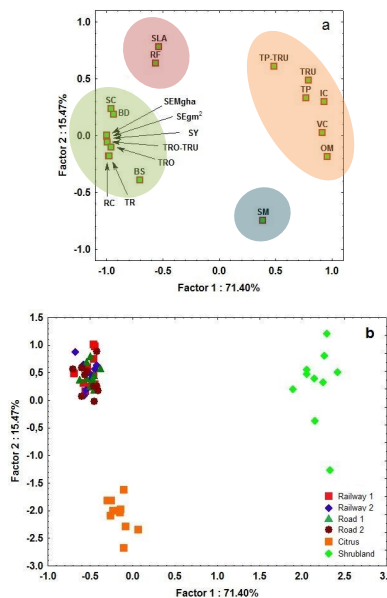 a
Factor 2 : 15.47%
1.0
0.5
0.0
-0.5
-1.0
SLA
RF
TP-TRU
TRU
TP
IC
VC
OM
SC
BD
SEMgha
SEgm²
SY
TRO-TRU
TRO
BS
RC
TR
SM
-1.0 -0.5 0.0 0.5 1.0
Factor 1 : 71.40%
b
Factor 2 : 15.47%
1.5
1.0
0.5
0.0
-0.5
-1.0
-1.5
-2.0
-2.5
-3.0
Railway 1
Railway 2
Road 1
Road 2
Citrus
Shrubland
-1.0 -0.5 0.0 0.5 1.0 1.5 2.0 2.5 3.
Factor 1 : 71.40%